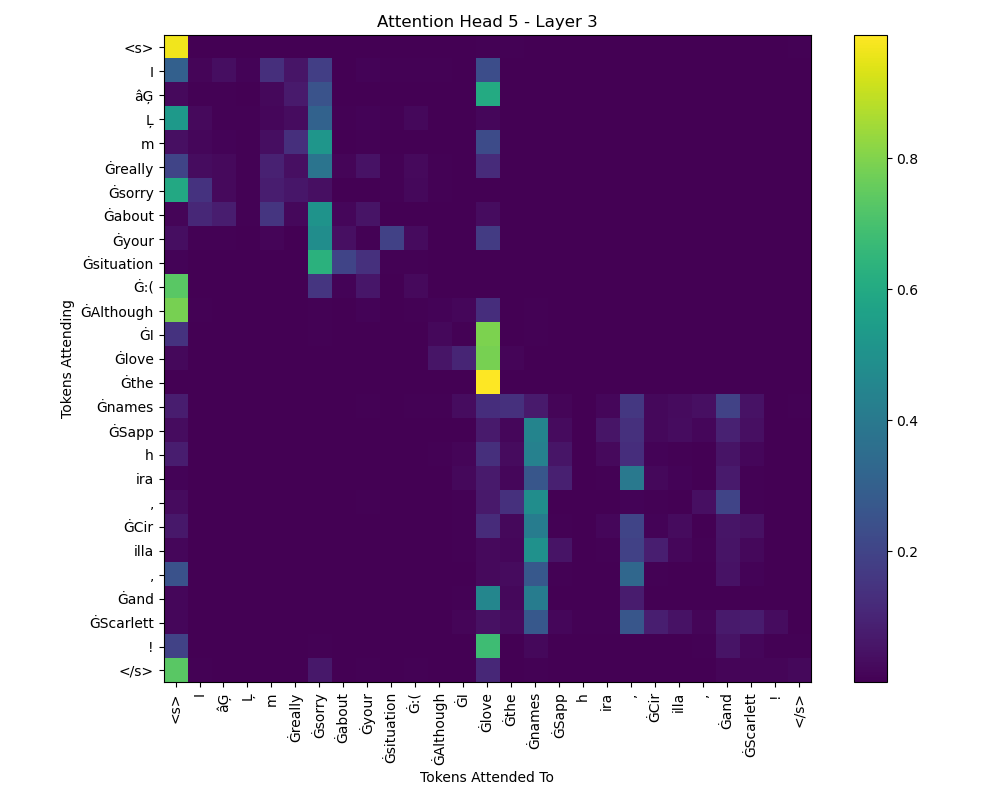 Attention Head 5 - Layer 3
Tokens Attending
<s>
I
âĢ
Ļ
m
Ġreally
Ġsorry
Ġabout
Ġyour
Ġsituation
Ġ:(
ĠAlthough
ĠI
Ġlove
Ġthe
Ġnames
ĠSapp
h
ira
,
ĠCir
illa
,
Ġand
ĠScarlett
!
</s>
<s>
I
âĢ
Ļ
m
Ġreally
Ġsorry
Ġabout
Ġyour
Ġsituation
Ġ:(
ĠAlthough
ĠI
Ġlove
Ġthe
Ġnames
ĠSapp
h
ira
,
ĠCir
illa
,
Ġand
ĠScarlett
!
</s>
Tokens Attended To
0.8
0.6
0.4
0.2